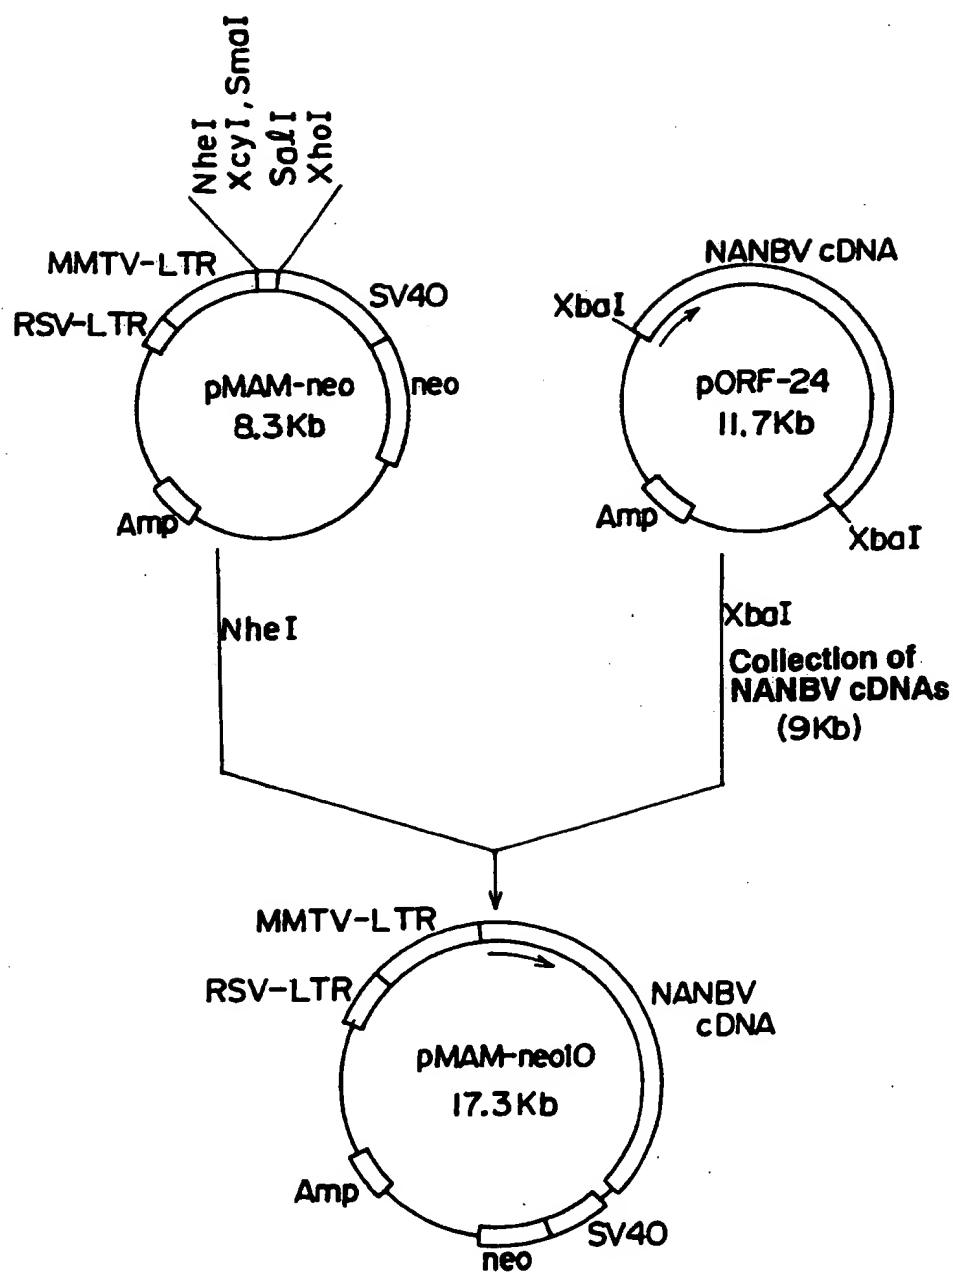 NheI
XcyI, SmaI
SalI
XhoI
MMTV-LTR
RSV-LTR
SV40
neo
pMAM-neo
8.3Kb
Amp
NANBV cDNA
XbaI
pORF-24
11.7Kb
Amp
XbaI
NheI
XbaI
Collection of
NANBV cDNAs
(9Kb)
MMTV-LTR
RSV-LTR
NANBV
cDNA
pMAM-neo10
17.3Kb
Amp
SV40
neo